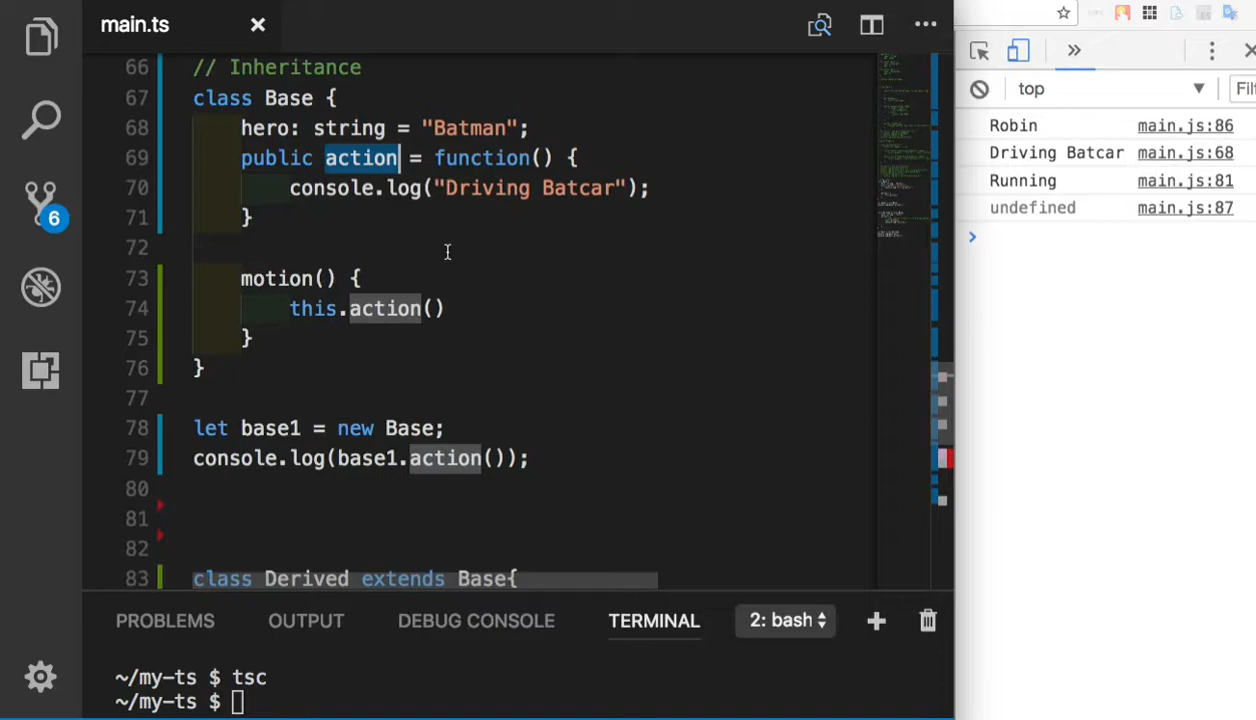 main.ts
66 // Inheritance
67 class Base {
68 hero: string = "Batman";
69 public action = function() {
70 console.log("Driving Batcar");
71 }
72
73 motion() {
74 this.action()
75 }
76 }
77
78 let base1 = new Base;
79 console.log(base1.action());
80
81
82
83 class Derived extends Base{
6
PROBLEMS OUTPUT DEBUG CONSOLE TERMINAL 2: bash
~/my-ts $ tsc
~/my-ts $
top
Robin main.js:86
Driving Batcar main.js:68
Running main.js:81
undefined main.js:87